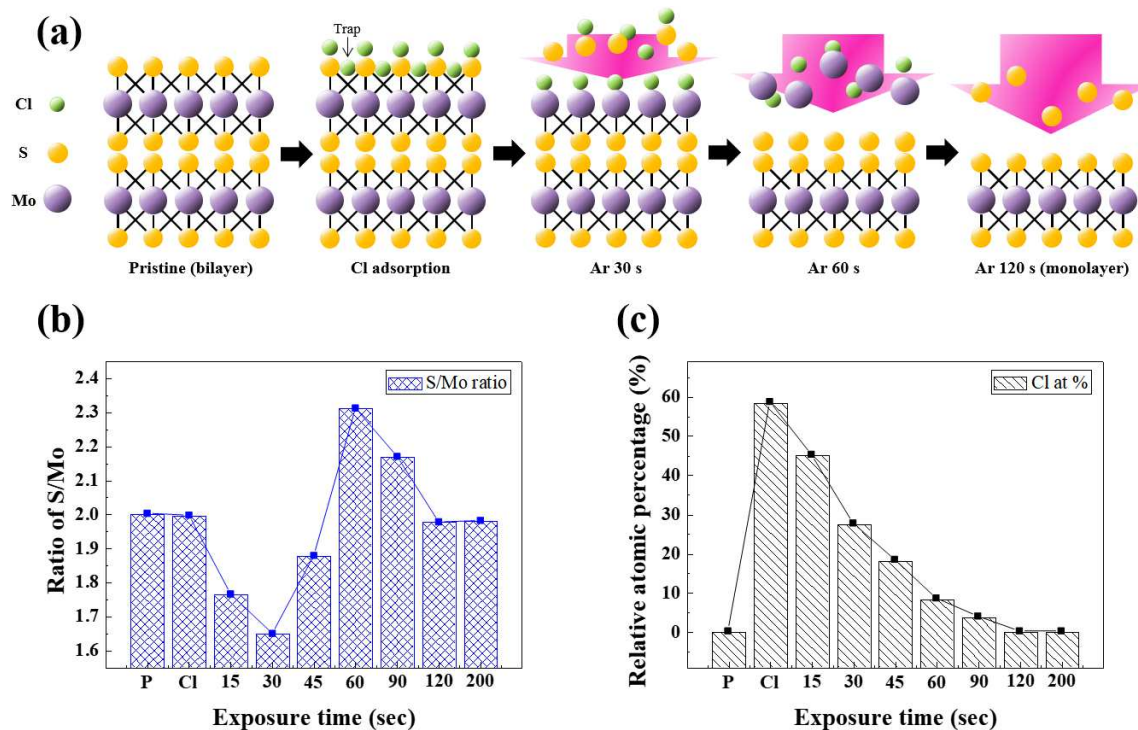 (a)
Trap
Cl
S
Mo
Pristine (bilayer)
Cl adsorption
Ar 30 s
Ar 60 s
Ar 120 s (monolayer)
(b)
S/Mo ratio
Ratio of S/Mo
2.4
2.3
2.2
2.1
2.0
1.9
1.8
1.7
1.6
P Cl 15 30 45 60 90 120 200
Exposure time (sec)
(c)
Cl at %
Relative atomic percentage (%)
60
50
40
30
20
10
0
P Cl 15 30 45 60 90 120 200
Exposure time (sec)